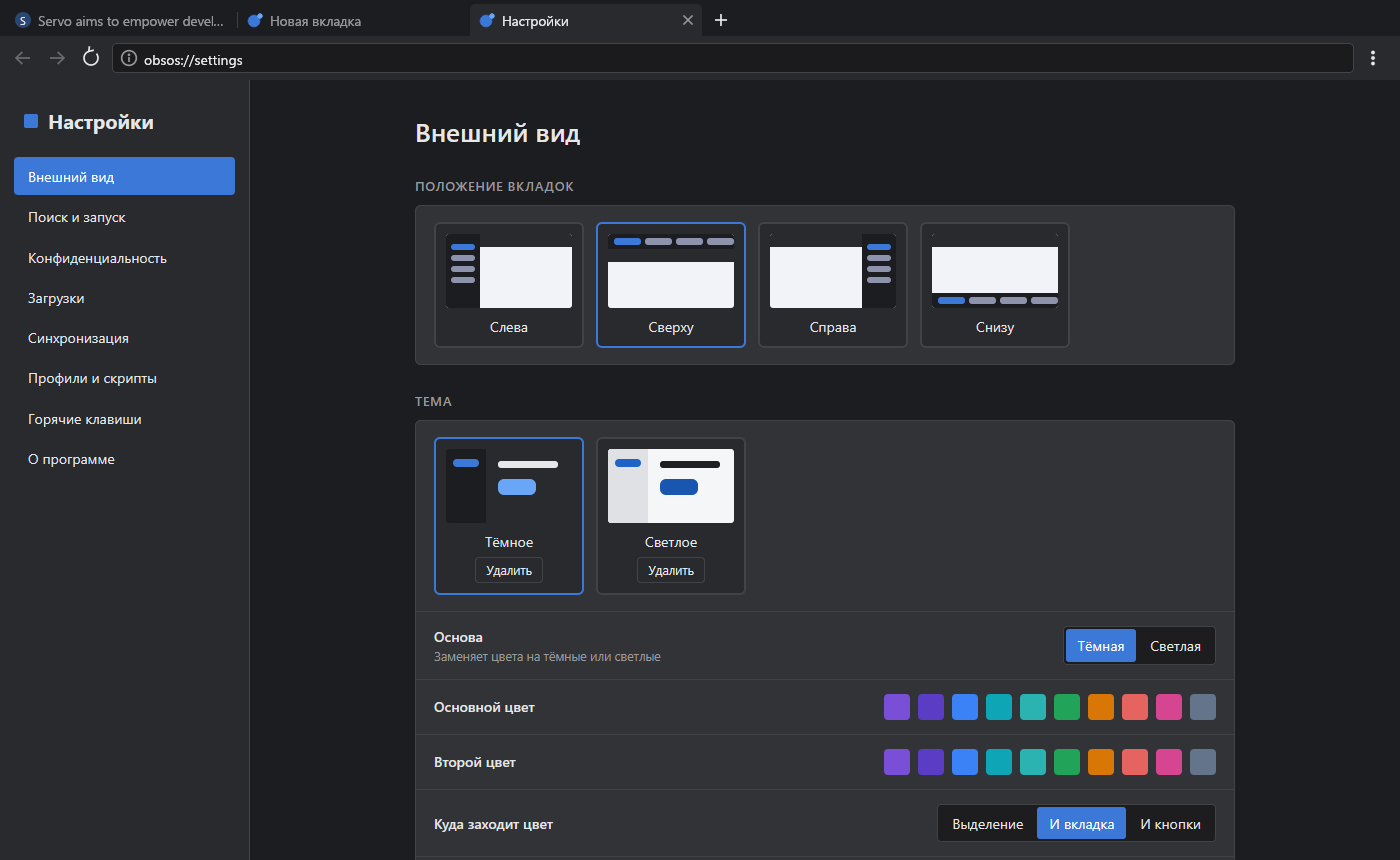 S Servo aims to empower devel...
Новая вкладка
Настройки
obsos://settings
Настройки
Внешний вид
Поиск и запуск
Конфиденциальность
Загрузки
Синхронизация
Профили и скрипты
Горячие клавиши
О программе
Внешний вид
ПОЛОЖЕНИЕ ВКЛАДОК
Слева
Сверху
Справа
Снизу
ТЕМА
Тёмное
Удалить
Светлое
Удалить
Основа
Заменяет цвета на тёмные или светлые
Тёмная
Светлая
Основной цвет
Второй цвет
Куда заходит цвет
Выделение
И вкладка
И кнопки